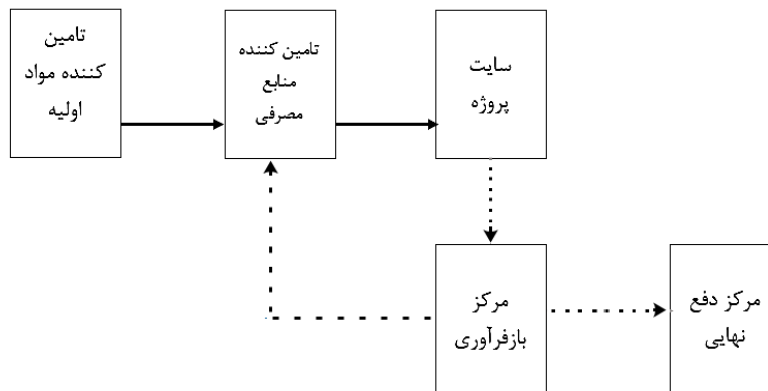 تامین
کننده مواد
اولیه
تامین کننده
منابع
مصرفی
سایت
پروژه
مرکز
بازفرآوری
مرکز دفع
نهایی